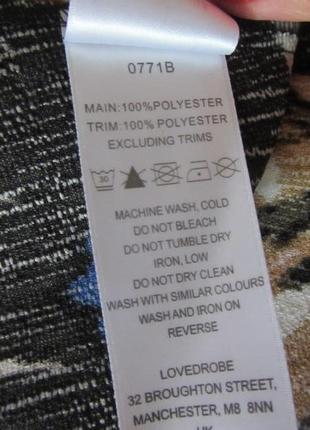 0771B
MAIN:100%POLYESTER
TRIM:100% POLYESTER
EXCLUDING TRIMS
30
MACHINE WASH, COLD
DO NOT BLEACH
DO NOT TUMBLE DRY
IRON, LOW
DO NOT DRY CLEAN
WASH WITH SIMILAR COLOURS
WASH AND IRON ON
REVERSE
LOVEDROBE
32 BROUGHTON STREET,
MANCHESTER, M8 8NN
UK